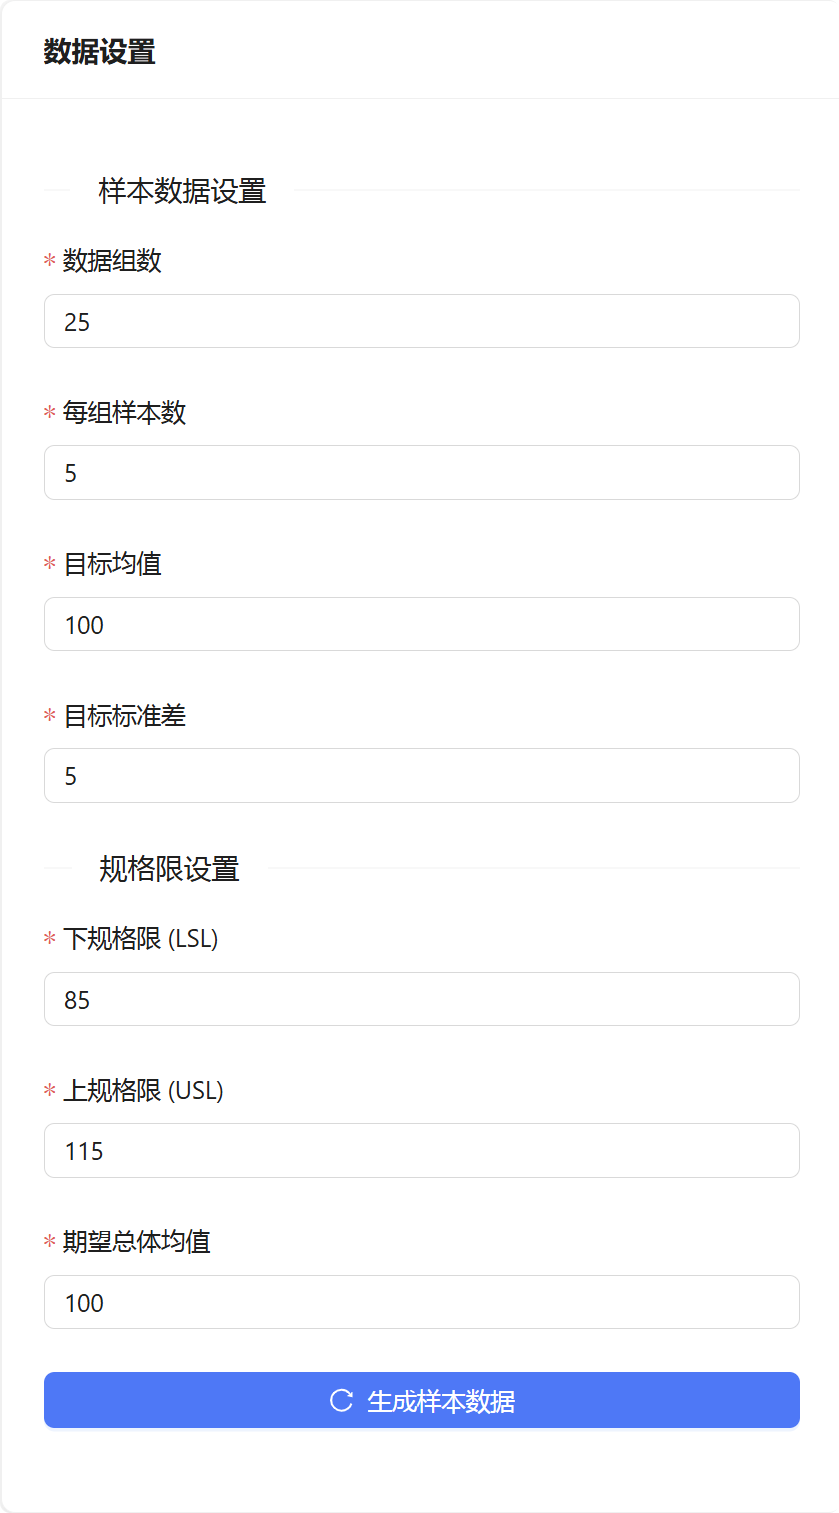 数据设置
样本数据设置
* 数据组数
25
* 每组样本数
5
* 目标均值
100
* 目标标准差
5
规格限设置
* 下规格限 (LSL)
85
* 上规格限 (USL)
115
* 期望总体均值
100
生成样本数据